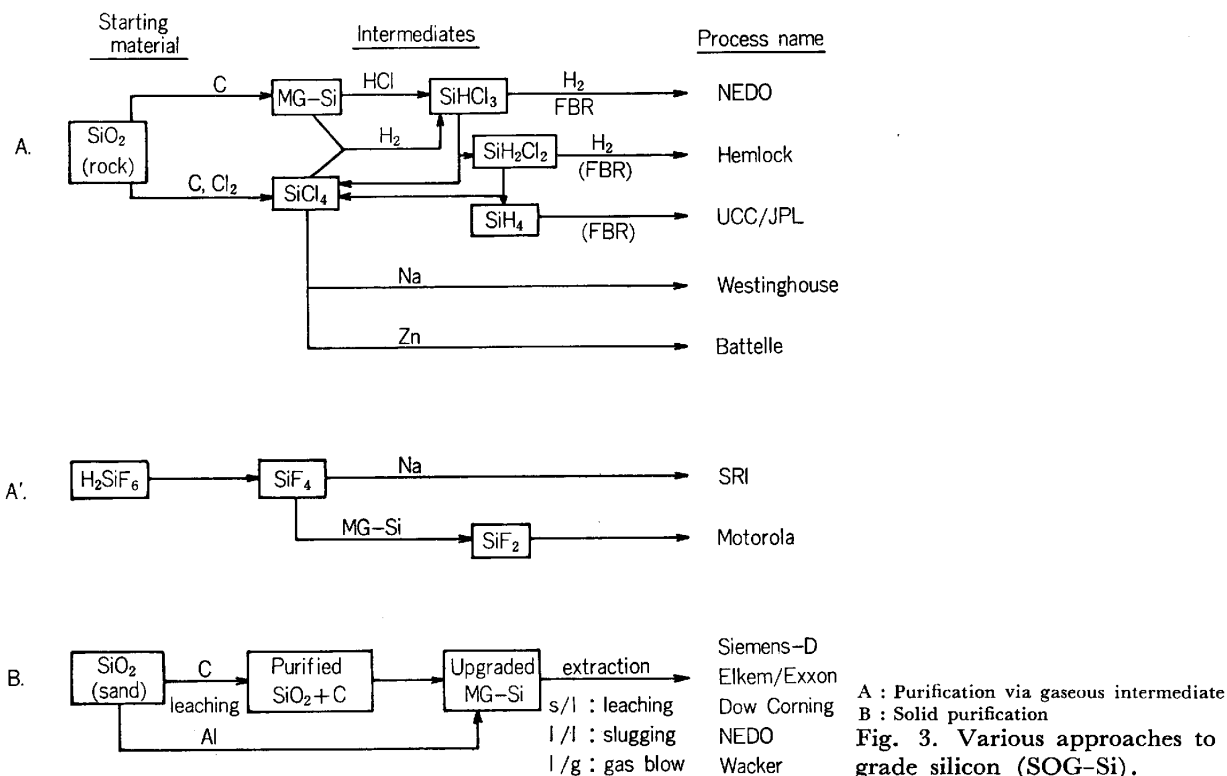 Starting
material
Intermediates
Process name
A.
SiO2
(rock)
C
MG-Si
HCl
SiHCl3
H2
FBR
NEDO
H2
SiH2Cl2
H2
(FBR)
Hemlock
C, Cl2
SiCl4
SiH4
(FBR)
UCC/JPL
Na
Westinghouse
Zn
Battelle
A'.
H2SiF6
SiF4
Na
SRI
MG-Si
SiF2
Motorola
B.
SiO2
(sand)
C
leaching
Purified
SiO2+C
Upgraded
MG-Si
Al
extraction
s/l : leaching
l/l : slugging
l/g : gas blow
Siemens-D
Elkem/Exxon
Dow Corning
NEDO
Wacker
A : Purification via gaseous intermediate
B : Solid purification
Fig. 3. Various approaches to
grade silicon (SOG-Si).